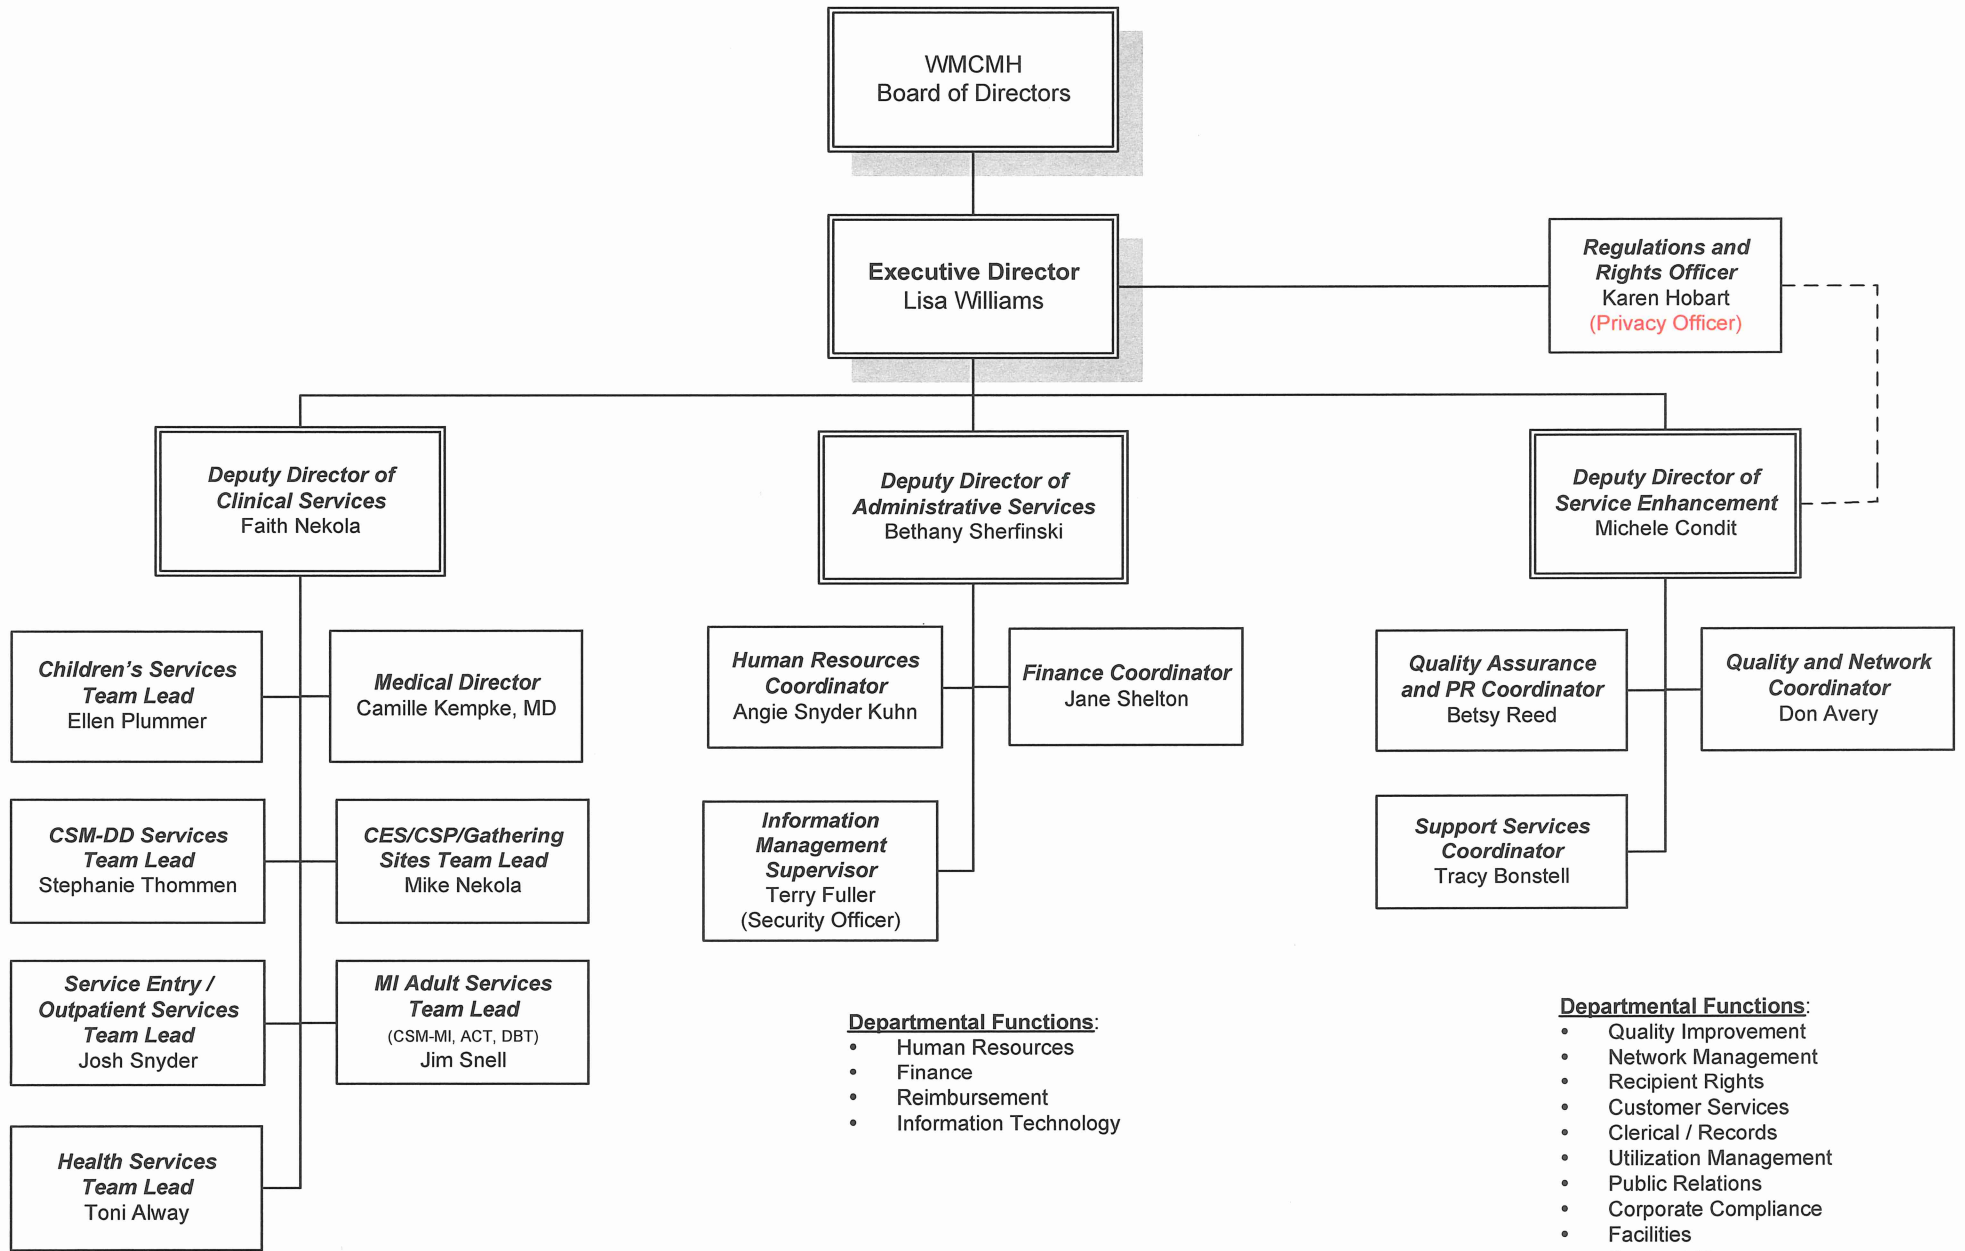 WMCMH
Board of Directors
Executive Director
Lisa Williams
Regulations and
Rights Officer
Karen Hobart
(Privacy Officer)
Deputy Director of
Clinical Services
Faith Nekola
Deputy Director of
Administrative Services
Bethany Sherfinski
Deputy Director of
Service Enhancement
Michele Condit
Children's Services
Team Lead
Ellen Plummer
Medical Director
Camille Kempke, MD
CSM-DD Services
Team Lead
Stephanie Thommen
CES/CSP/Gathering
Sites Team Lead
Mike Nekola
Service Entry /
Outpatient Services
Team Lead
Josh Snyder
MI Adult Services
Team Lead
(CSM-MI, ACT, DBT)
Jim Snell
Health Services
Team Lead
Toni Alway
Human Resources
Coordinator
Angie Snyder Kuhn
Finance Coordinator
Jane Shelton
Information
Management
Supervisor
Terry Fuller
(Security Officer)
Departmental Functions:
• Human Resources
• Finance
• Reimbursement
• Information Technology
Quality Assurance
and PR Coordinator
Betsy Reed
Quality and Network
Coordinator
Don Avery
Support Services
Coordinator
Tracy Bonstell
Departmental Functions:
• Quality Improvement
• Network Management
• Recipient Rights
• Customer Services
• Clerical / Records
• Utilization Management
• Public Relations
• Corporate Compliance
• Facilities